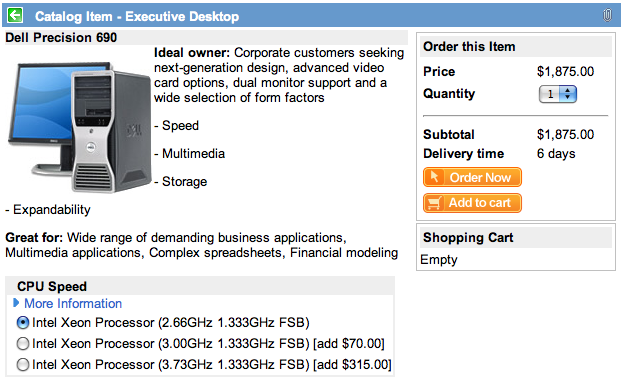 Catalog Item - Executive Desktop
Dell Precision 690
Ideal owner: Corporate customers seeking
next-generation design, advanced video
card options, dual monitor support and a
wide selection of form factors
- Speed
- Multimedia
- Storage
- Expandability
Great for: Wide range of demanding business applications,
Multimedia applications, Complex spreadsheets, Financial modeling
CPU Speed
More Information
Intel Xeon Processor (2.66GHz 1.333GHz FSB)
Intel Xeon Processor (3.00GHz 1.333GHz FSB) [add $70.00]
Intel Xeon Processor (3.73GHz 1.333GHz FSB) [add $315.00]
Order this Item
Price $1,875.00
Quantity 1
Subtotal $1,875.00
Delivery time 6 days
Order Now
Add to cart
Shopping Cart
Empty